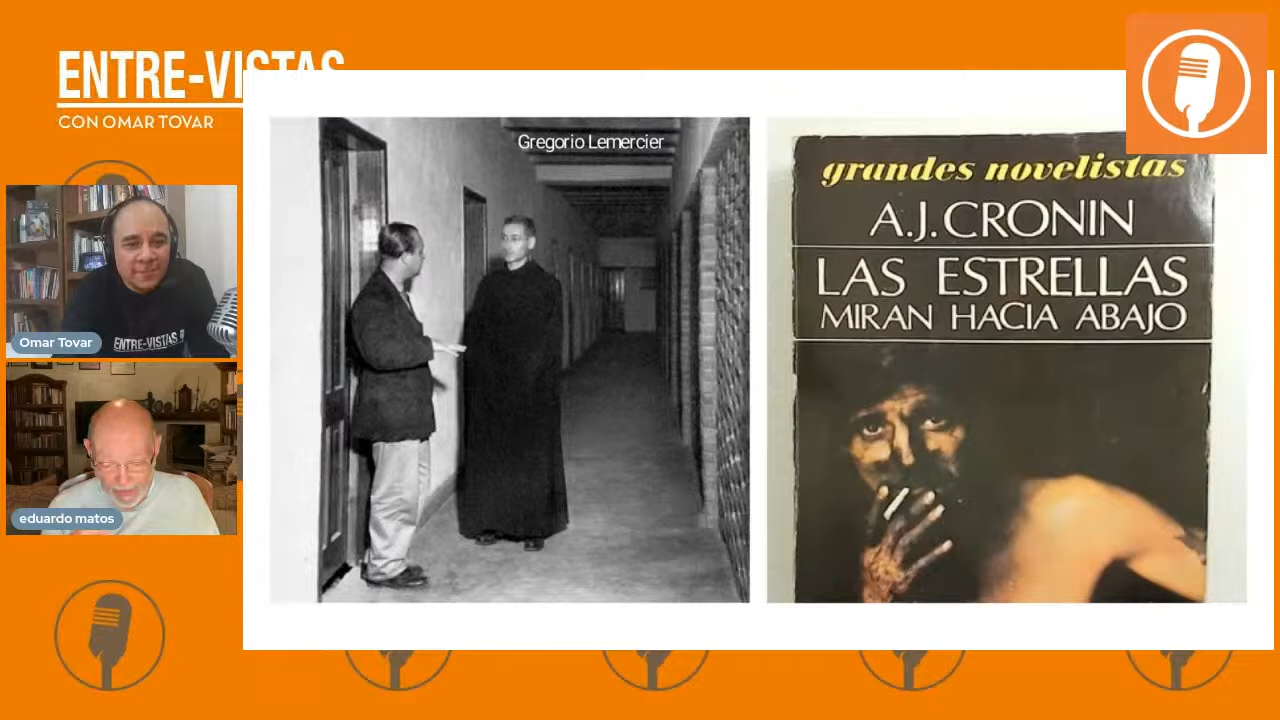 ENTRE-VISTAS
CON OMAR TOVAR
Omar Tovar
ENTRE-VISTAS
eduardo matos
Gregorio Lemercier
grandes novelistas
A.J. CRONIN
LAS ESTRELLAS
MIRAN HACIA ABAJO